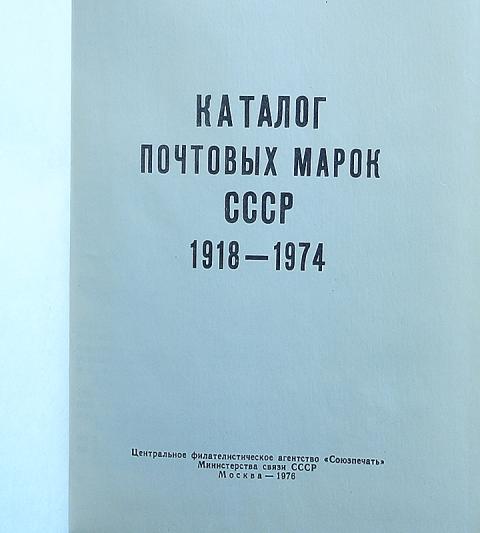 КАТАЛОГ
ПОЧТОВЫХ МАРОК
СССР
1918—1974
Центральное филателистическое агентство «Союзпечать»
Министерства связи СССР
Москва—1976